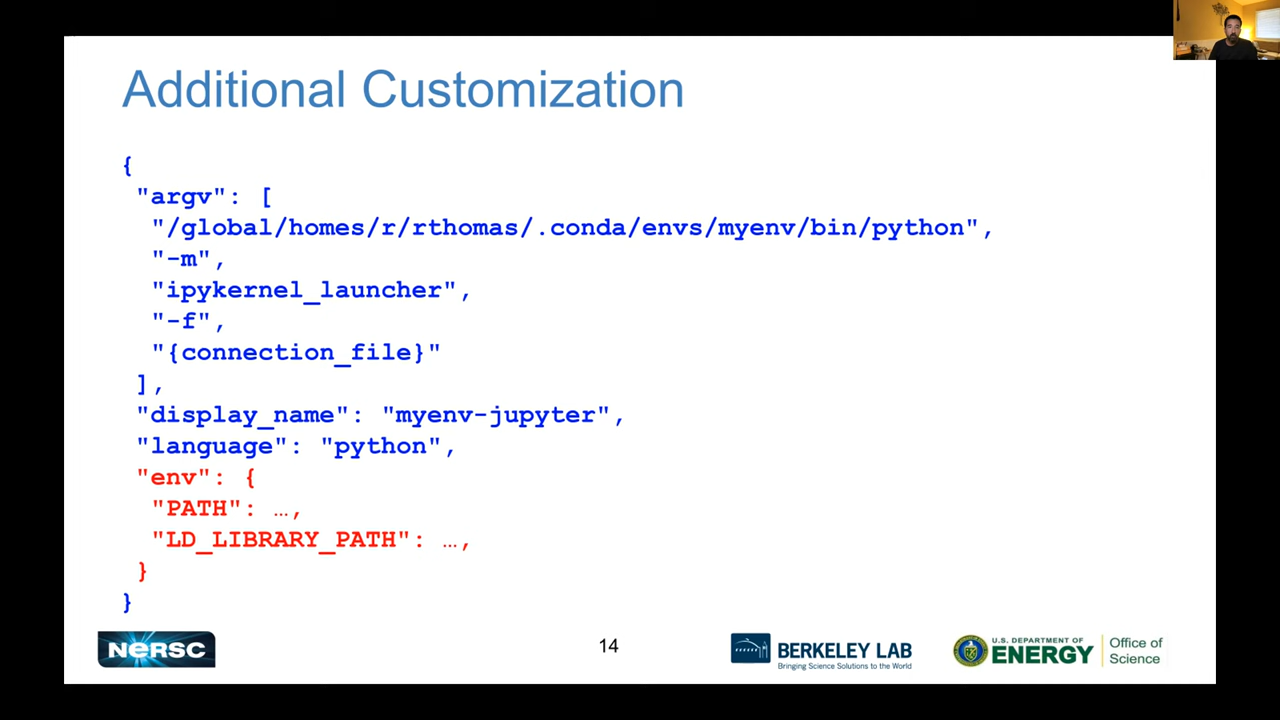 Additional Customization
{
"argv": [
"/global/homes/r/rthomas/.conda/envs/myenv/bin/python",
"-m",
"ipykernel_launcher",
"-f",
"{connection_file}"
],
"display_name": "myenv-jupyter",
"language": "python",
"env": {
"PATH": …,
"LD_LIBRARY_PATH": …,
}
}
NERSC
14
BERKELEY LAB
Bringing Science Solutions to the World
U.S. DEPARTMENT OF
ENERGY
Office of
Science